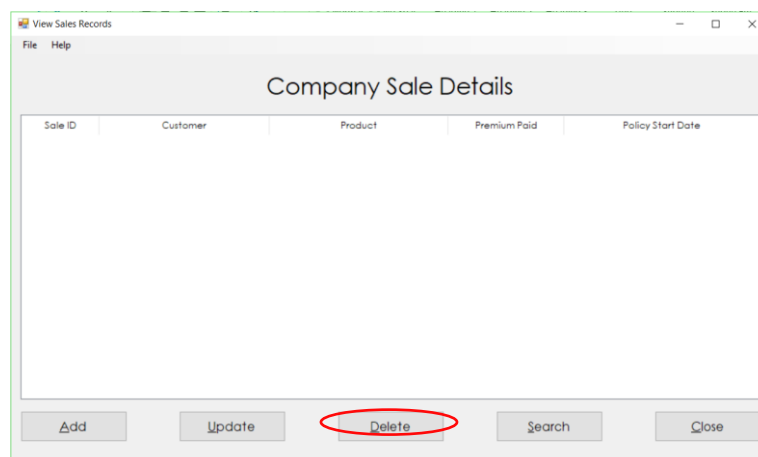 View Sales Records
File Help
Company Sale Details
Sale ID Customer Product Premium Paid Policy Start Date
Add Update Delete Search Close